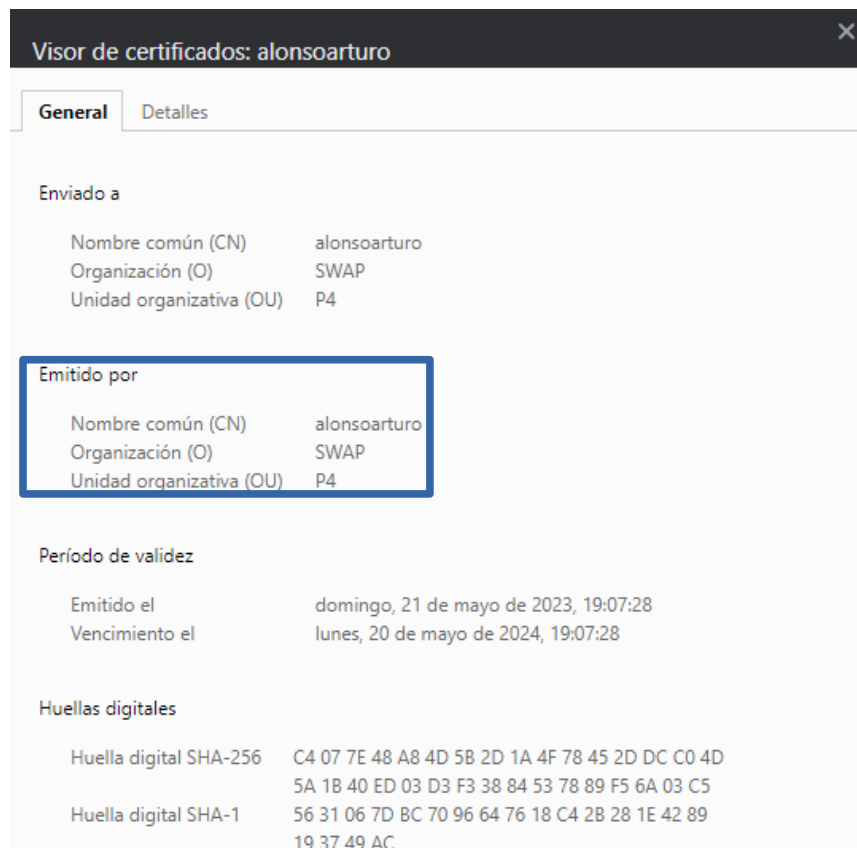 Visor de certificados: alonsoarturo
General Detalles
Enviado a
Nombre común (CN) alonsoarturo
Organización (O) SWAP
Unidad organizativa (OU) P4
Emitido por
Nombre común (CN) alonsoarturo
Organización (O) SWAP
Unidad organizativa (OU) P4
Período de validez
Emitido el domingo, 21 de mayo de 2023, 19:07:28
Vencimiento el lunes, 20 de mayo de 2024, 19:07:28
Huellas digitales
Huella digital SHA-256 C4 07 7E 48 A8 4D 5B 2D 1A 4F 78 45 2D DC C0 4D
5A 1B 40 ED 03 D3 F3 38 84 53 78 89 F5 6A 03 C5
Huella digital SHA-1 56 31 06 7D BC 70 96 64 76 18 C4 2B 28 1E 42 89
19 37 49 AC